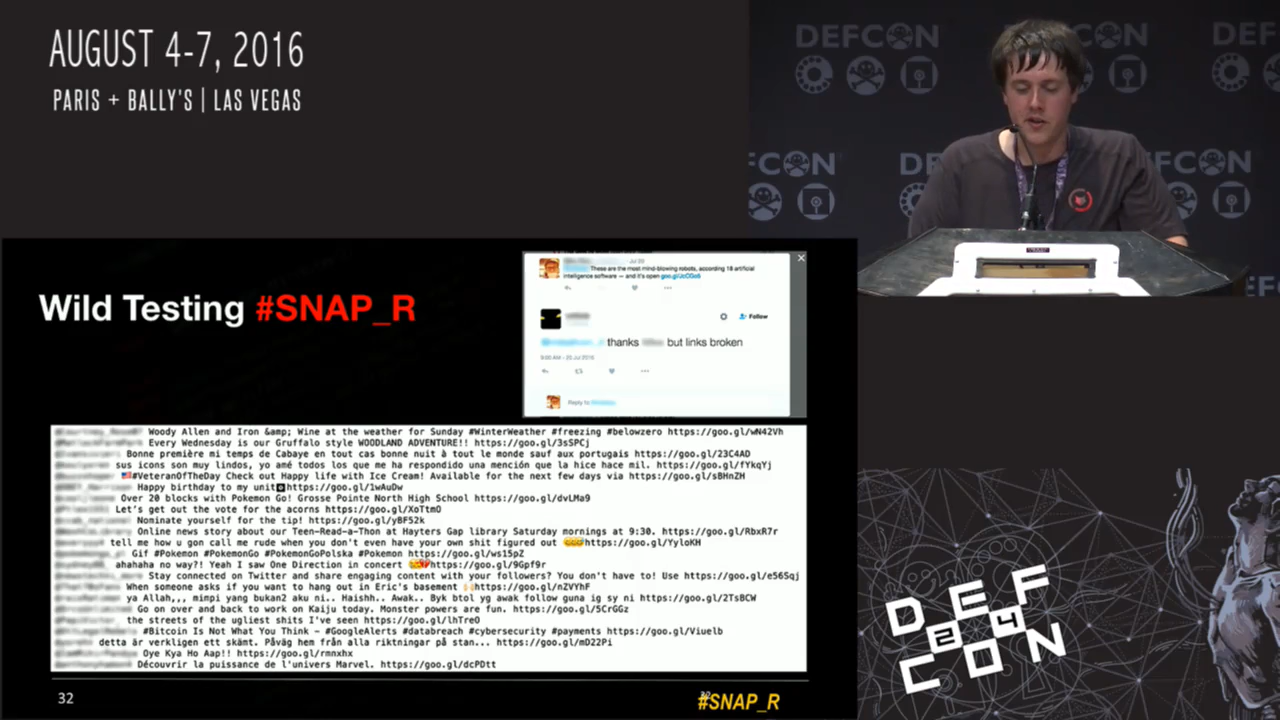 AUGUST 4-7, 2016
PARIS + BALLY'S | LAS VEGAS
DEFCON
DEFCON
Wild Testing #SNAP_R
Jul 20
These are the most mind-blowing robots, according 18 artificial
intelligence software — and it's open
Follow
thanks but links broken
9:00 AM - 20 Jul 2016
Reply to
Woody Allen and Iron &amp; Wine at the weather for Sunday #WinterWeather #freezing #belowzero https://goo.gl/wN42Vh
Every Wednesday is our Gruffalo style WOODLAND ADVENTURE!! https://goo.gl/3sSPCj
Bonne première mi temps de Cabaye en tout cas bonne nuit à tout le monde sauf aux portugais https://goo.gl/23C4AD
sus icons son muy lindos, yo amé todos los que me ha respondido una mención que la hice hace mil. https://goo.gl/fYkqYj
🇺🇸#VeteranOfTheDay Check out Happy life with Ice Cream! Available for the next few days via https://goo.gl/sBHnZH
Happy birthday to my unit https://goo.gl/1wAuDw
Over 20 blocks with Pokemon Go! Grosse Pointe North High School https://goo.gl/dvLMa9
Let's get out the vote for the acorns https://goo.gl/XoTtmO
Nominate yourself for the tip! https://goo.gl/yBF52k
Online news story about our Teen-Read-a-Thon at Hayters Gap library Saturday mornings at 9:30. https://goo.gl/RbxR7r
tell me how u gon call me rude when you don't even have your own shit figured out https://goo.gl/YyloKH
Gif #Pokemon #PokemonGo #PokemonGoPolska #Pokemon https://goo.gl/ws15pZ
ahahaha no way?! Yeah I saw One Direction in concert https://goo.gl/9Gpf9r
Stay connected on Twitter and share engaging content with your followers? You don't have to! Use https://goo.gl/e56Sqj
When someone asks if you want to hang out in Eric's basement https://goo.gl/nZVYhF
ya Allah,,, mimpi yang bukan2 aku ni.. Haishh.. Awak.. Byk btol yg awak follow guna ig sy ni https://goo.gl/2TsBCW
Go on over and back to work on Kaiju today. Monster powers are fun. https://goo.gl/5CrGGz
the streets of the ugliest shits I've seen https://goo.gl/lhTreO
#Bitcoin Is Not What You Think – #GoogleAlerts #databreach #cybersecurity #payments https://goo.gl/Viuelb
detta är verkligen ett skämt. Påväg hem från alla riktningar på stan... https://goo.gl/mD22Pi
Oye Kya Ho Aap!! https://goo.gl/rmnxhx
Découvrir la puissance de l'univers Marvel. https://goo.gl/dcPDtt
32
#SNAP_R
DEF
24
CON